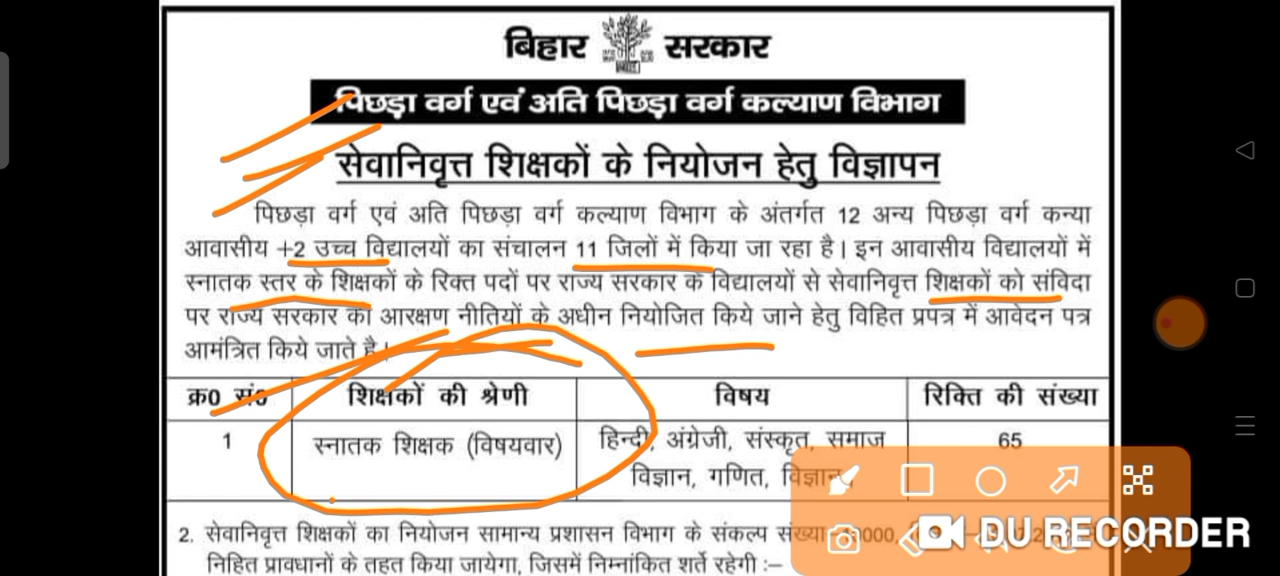 बिहार सरकार
पिछड़ा वर्ग एवं अति पिछड़ा वर्ग कल्याण विभाग
सेवानिवृत्त शिक्षकों के नियोजन हेतु विज्ञापन
पिछड़ा वर्ग एवं अति पिछड़ा वर्ग कल्याण विभाग के अंतर्गत 12 अन्य पिछड़ा वर्ग कन्या
आवासीय +2 उच्च विद्यालयों का संचालन 11 जिलों में किया जा रहा है। इन आवासीय विद्यालयों में
स्नातक स्तर के शिक्षकों के रिक्त पदों पर राज्य सरकार के विद्यालयों से सेवानिवृत्त शिक्षकों को संविदा
पर राज्य सरकार की आरक्षण नीतियों के अधीन नियोजित किये जाने हेतु विहित प्रपत्र में आवेदन पत्र
आमंत्रित किये जाते है।
क्र0 सं0 शिक्षकों की श्रेणी विषय रिक्ति की संख्या
1 स्नातक शिक्षक (विषयवार) हिन्दी, अंग्रेजी, संस्कृत, समाज 65
विज्ञान, गणित, विज्ञान,
2. सेवानिवृत्त शिक्षकों का नियोजन सामान्य प्रशासन विभाग के संकल्प संख्या
निहित प्रावधानों के तहत किया जायेगा, जिसमें निम्नांकित शर्ते रहेगी :–
DU RECORDER